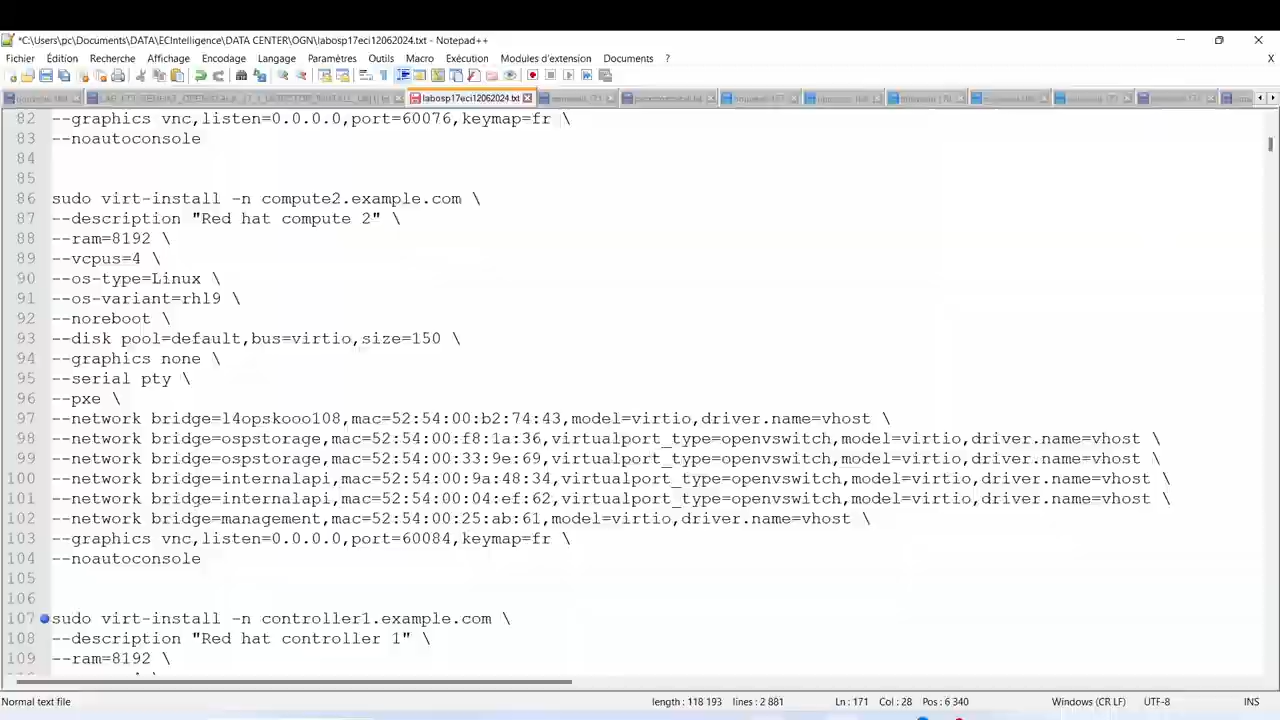 *C:\Users\pc\Documents\DATA\ECIntelligence\DATA CENTER\OGN\labosp17eci12062024.txt - Notepad++
Fichier Édition Recherche Affichage Encodage Langage Paramètres Outils Macro Exécution Modules d'extension Documents ? X
labosp17eci12062024.txt
82 --graphics vnc,listen=0.0.0.0,port=60076,keymap=fr \
83 --noautoconsole
84
85
86 sudo virt-install -n compute2.example.com \
87 --description "Red hat compute 2" \
88 --ram=8192 \
89 --vcpus=4 \
90 --os-type=Linux \
91 --os-variant=rhl9 \
92 --noreboot \
93 --disk pool=default,bus=virtio,size=150 \
94 --graphics none \
95 --serial pty \
96 --pxe \
97 --network bridge=l4opskooo108,mac=52:54:00:b2:74:43,model=virtio,driver.name=vhost \
98 --network bridge=ospstorage,mac=52:54:00:f8:1a:36,virtualport_type=openvswitch,model=virtio,driver.name=vhost \
99 --network bridge=ospstorage,mac=52:54:00:33:9e:69,virtualport_type=openvswitch,model=virtio,driver.name=vhost \
100 --network bridge=internalapi,mac=52:54:00:9a:48:34,virtualport_type=openvswitch,model=virtio,driver.name=vhost \
101 --network bridge=internalapi,mac=52:54:00:04:ef:62,virtualport_type=openvswitch,model=virtio,driver.name=vhost \
102 --network bridge=management,mac=52:54:00:25:ab:61,model=virtio,driver.name=vhost \
103 --graphics vnc,listen=0.0.0.0,port=60084,keymap=fr \
104 --noautoconsole
105
106
107 sudo virt-install -n controller1.example.com \
108 --description "Red hat controller 1" \
109 --ram=8192 \
Normal text file length : 118 193 lines : 2 881 Ln : 171 Col : 28 Pos : 6 340 Windows (CR LF) UTF-8 INS